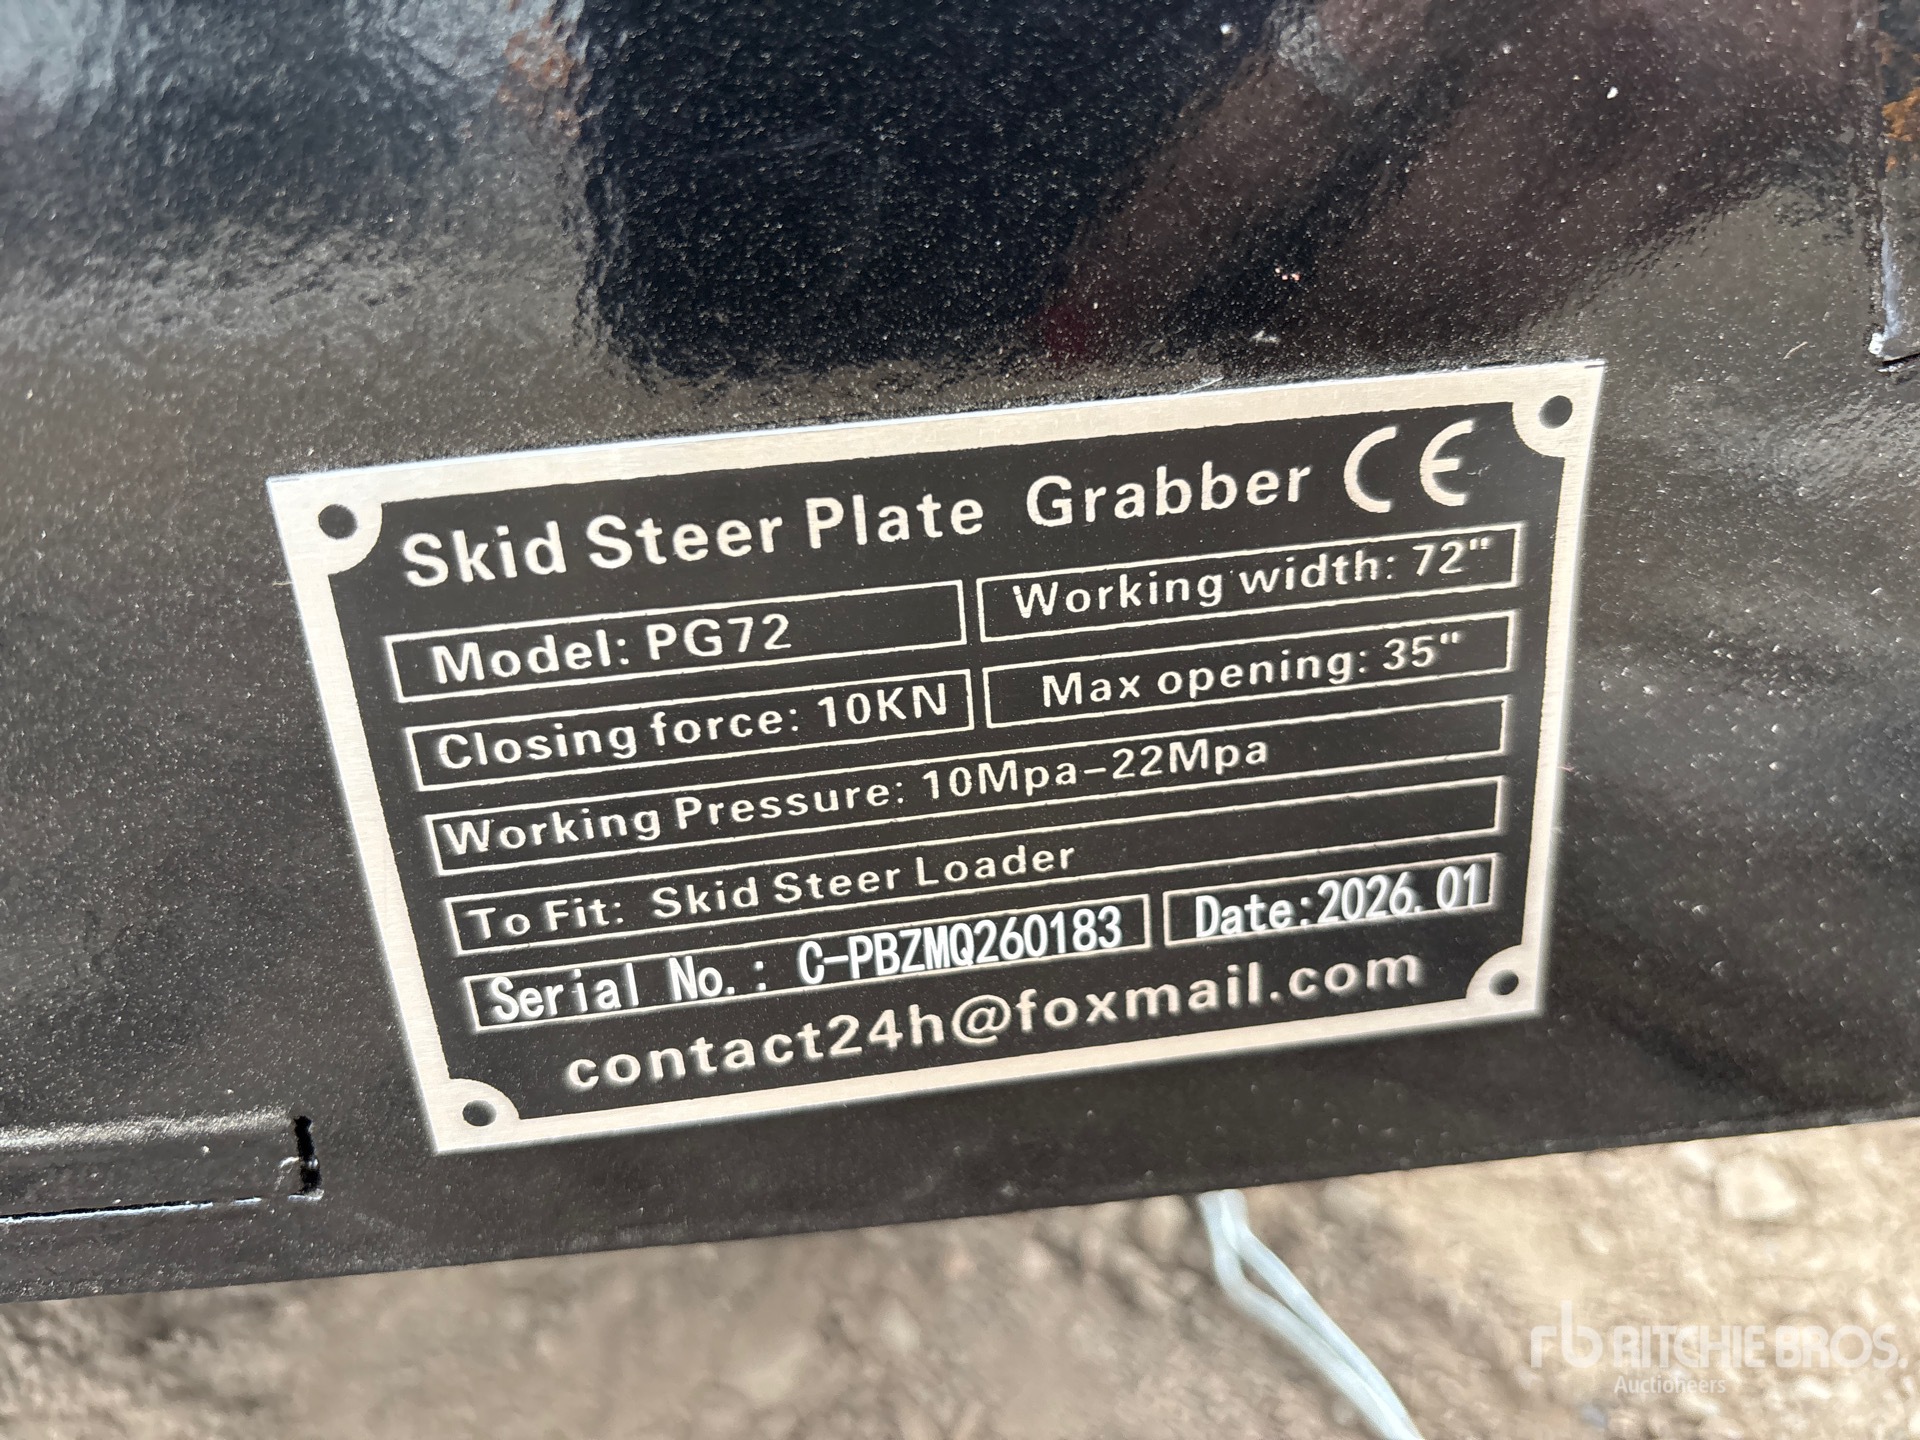 Skid Steer Plate Grabber CE
Model: PG72
Working width: 72"
Closing force: 10KN
Max opening: 35"
Working Pressure: 10Mpa-22Mpa
To Fit: Skid Steer Loader
Serial No.: C-PBZMQ260183
Date:2026.01
contact24h@foxmail.com
rb RITCHIE BROS.
Auctioneers